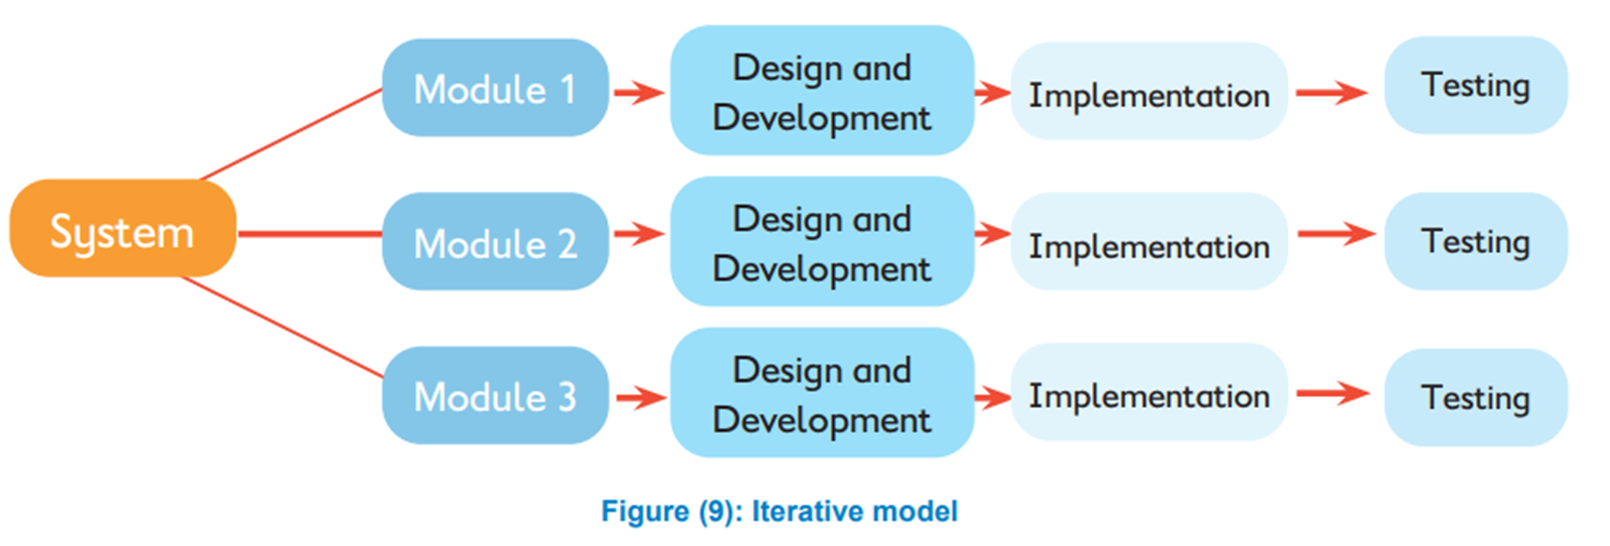 Module 1
Design and
Development
Implementation
Testing
System
Module 2
Design and
Development
Implementation
Testing
Module 3
Design and
Development
Implementation
Testing
Figure (9): Iterative model